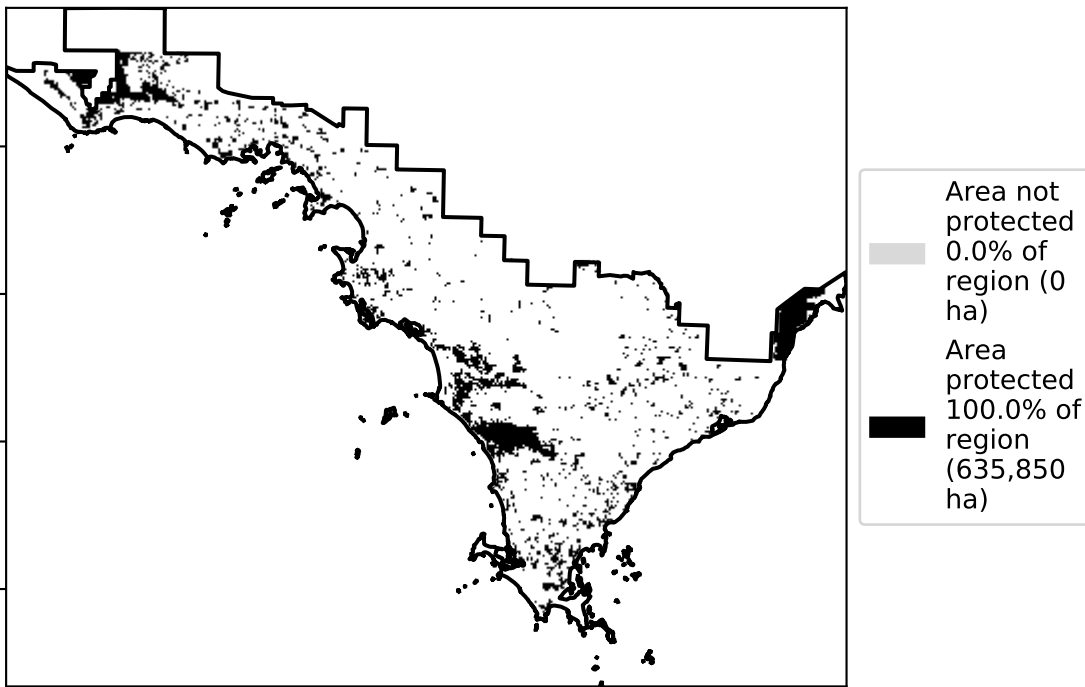 Area not
protected
0.0% of
region (0
ha)
Area
protected
100.0% of
region
(635,850
ha)